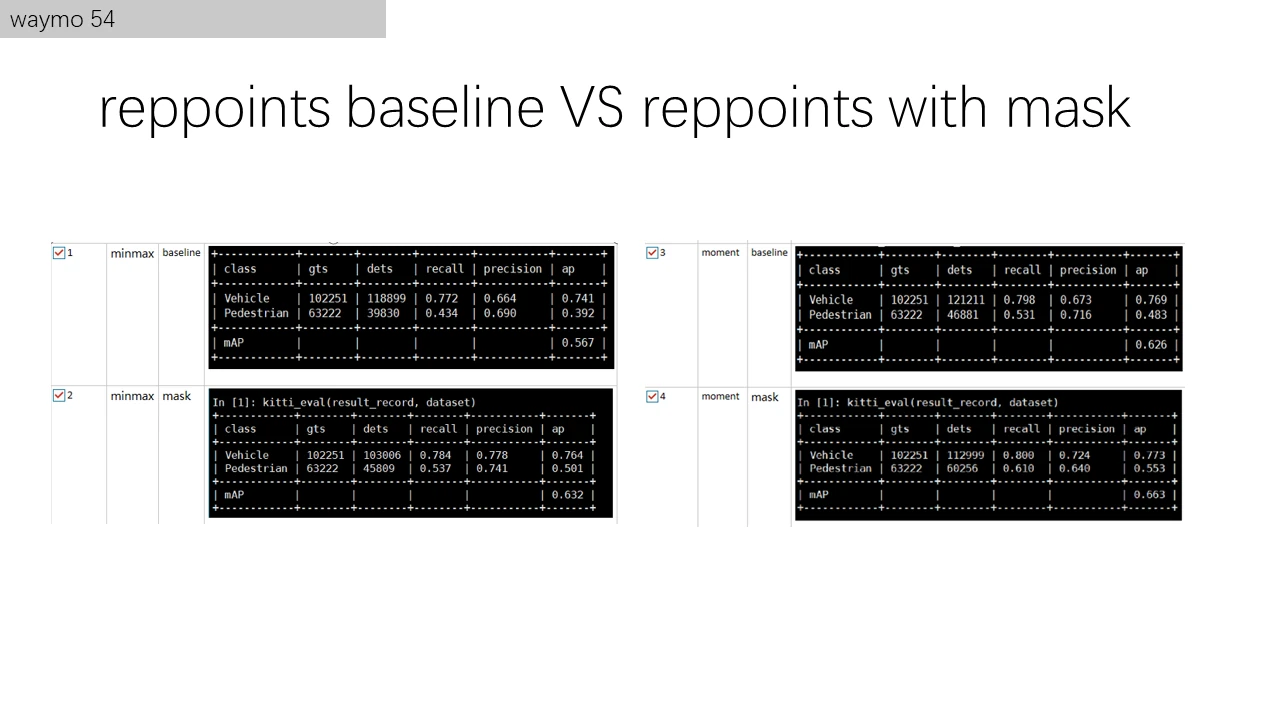 waymo 54
reppoints baseline VS reppoints with mask
1 minmax baseline
+-----------+--------+--------+--------+-----------+-------+
| class | gts | dets | recall | precision | ap |
+-----------+--------+--------+--------+-----------+-------+
| Vehicle | 102251 | 118899 | 0.772 | 0.664 | 0.741 |
| Pedestrian | 63222 | 39830 | 0.434 | 0.690 | 0.392 |
+-----------+--------+--------+--------+-----------+-------+
| mAP | | | | | 0.567 |
+-----------+--------+--------+--------+-----------+-------+
2 minmax mask
In [1]: kitti_eval(result_record, dataset)
+-----------+--------+--------+--------+-----------+-------+
| class | gts | dets | recall | precision | ap |
+-----------+--------+--------+--------+-----------+-------+
| Vehicle | 102251 | 103006 | 0.784 | 0.778 | 0.764 |
| Pedestrian | 63222 | 45809 | 0.537 | 0.741 | 0.501 |
+-----------+--------+--------+--------+-----------+-------+
| mAP | | | | | 0.632 |
+-----------+--------+--------+--------+-----------+-------+
3 moment baseline
+-----------+--------+--------+--------+-----------+-------+
| class | gts | dets | recall | precision | ap |
+-----------+--------+--------+--------+-----------+-------+
| Vehicle | 102251 | 121211 | 0.798 | 0.673 | 0.769 |
| Pedestrian | 63222 | 46881 | 0.531 | 0.716 | 0.483 |
+-----------+--------+--------+--------+-----------+-------+
| mAP | | | | | 0.626 |
+-----------+--------+--------+--------+-----------+-------+
4 moment mask
In [1]: kitti_eval(result_record, dataset)
+-----------+--------+--------+--------+-----------+-------+
| class | gts | dets | recall | precision | ap |
+-----------+--------+--------+--------+-----------+-------+
| Vehicle | 102251 | 112999 | 0.800 | 0.724 | 0.773 |
| Pedestrian | 63222 | 60256 | 0.610 | 0.640 | 0.553 |
+-----------+--------+--------+--------+-----------+-------+
| mAP | | | | | 0.663 |
+-----------+--------+--------+--------+-----------+-------+